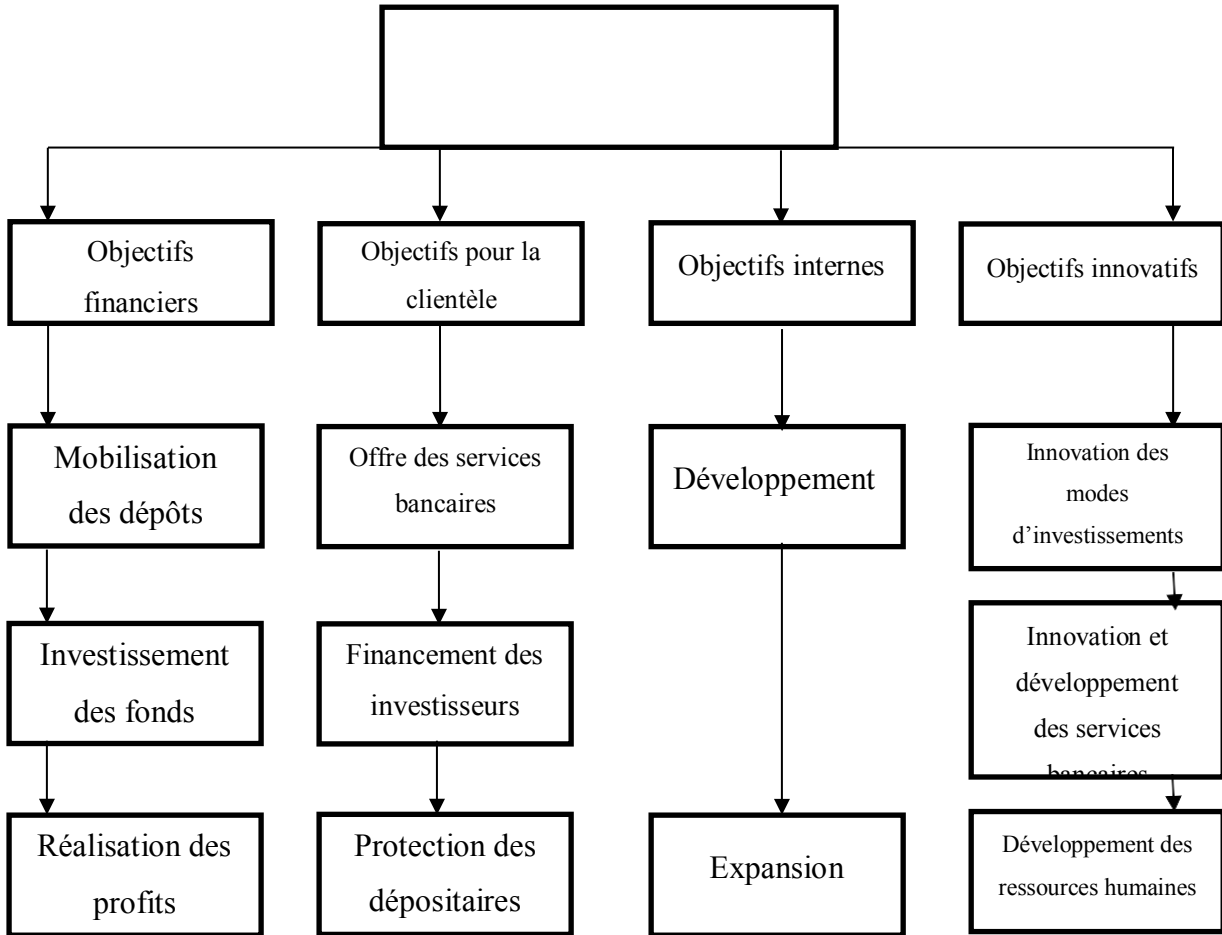 Objectifs
financiers
Objectifs pour la
clientèle
Objectifs internes
Objectifs innovatifs
Mobilisation
des dépôts
Offre des services
bancaires
Développement
Innovation des
modes
d’investissements
Investissement
des fonds
Financement des
investisseurs
Innovation et
développement
des services
bancaires
Réalisation des
profits
Protection des
dépositaires
Expansion
Développement des
ressources humaines